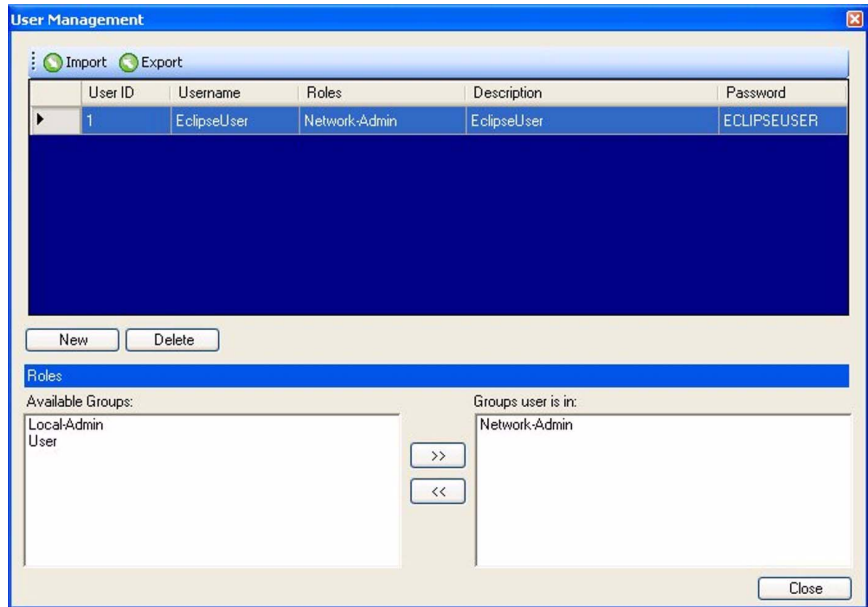 User Management
Import Export
User ID Username Roles Description Password
1 EclipseUser Network-Admin EclipseUser ECLIPSEUSER
New Delete
Roles
Available Groups: Groups user is in:
Local-Admin Network-Admin
User
>>
<<
Close